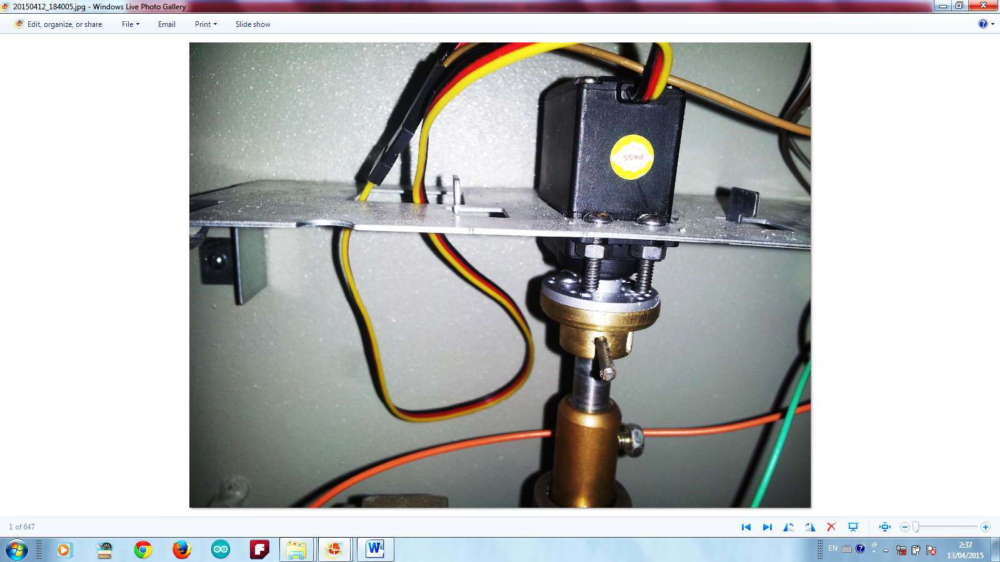 20150412_184005.jpg - Windows Live Photo Gallery
Edit, organize, or share File Email Print Slide show
PASS
1 of 647
EN 2:37
13/04/2015